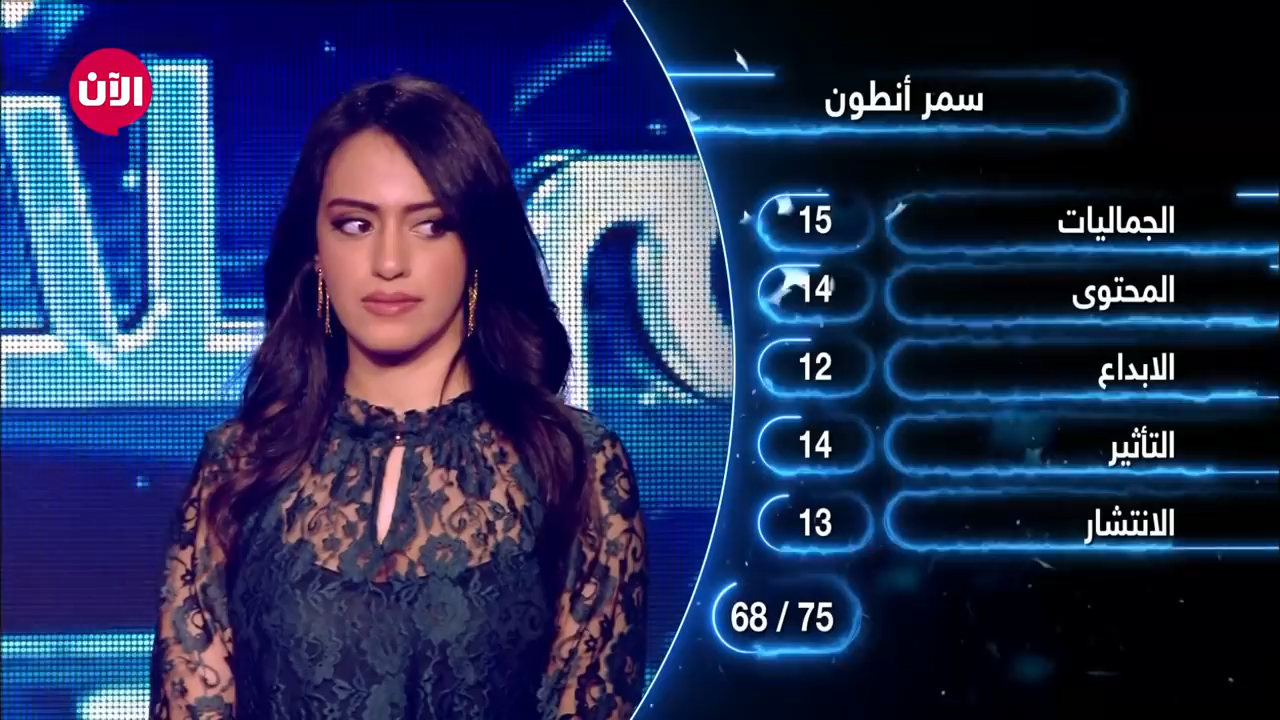 الآن
سمر أنطون
الجماليات 15
المحتوى 14
الابداع 12
التأثير 14
الانتشار 13
68 / 75